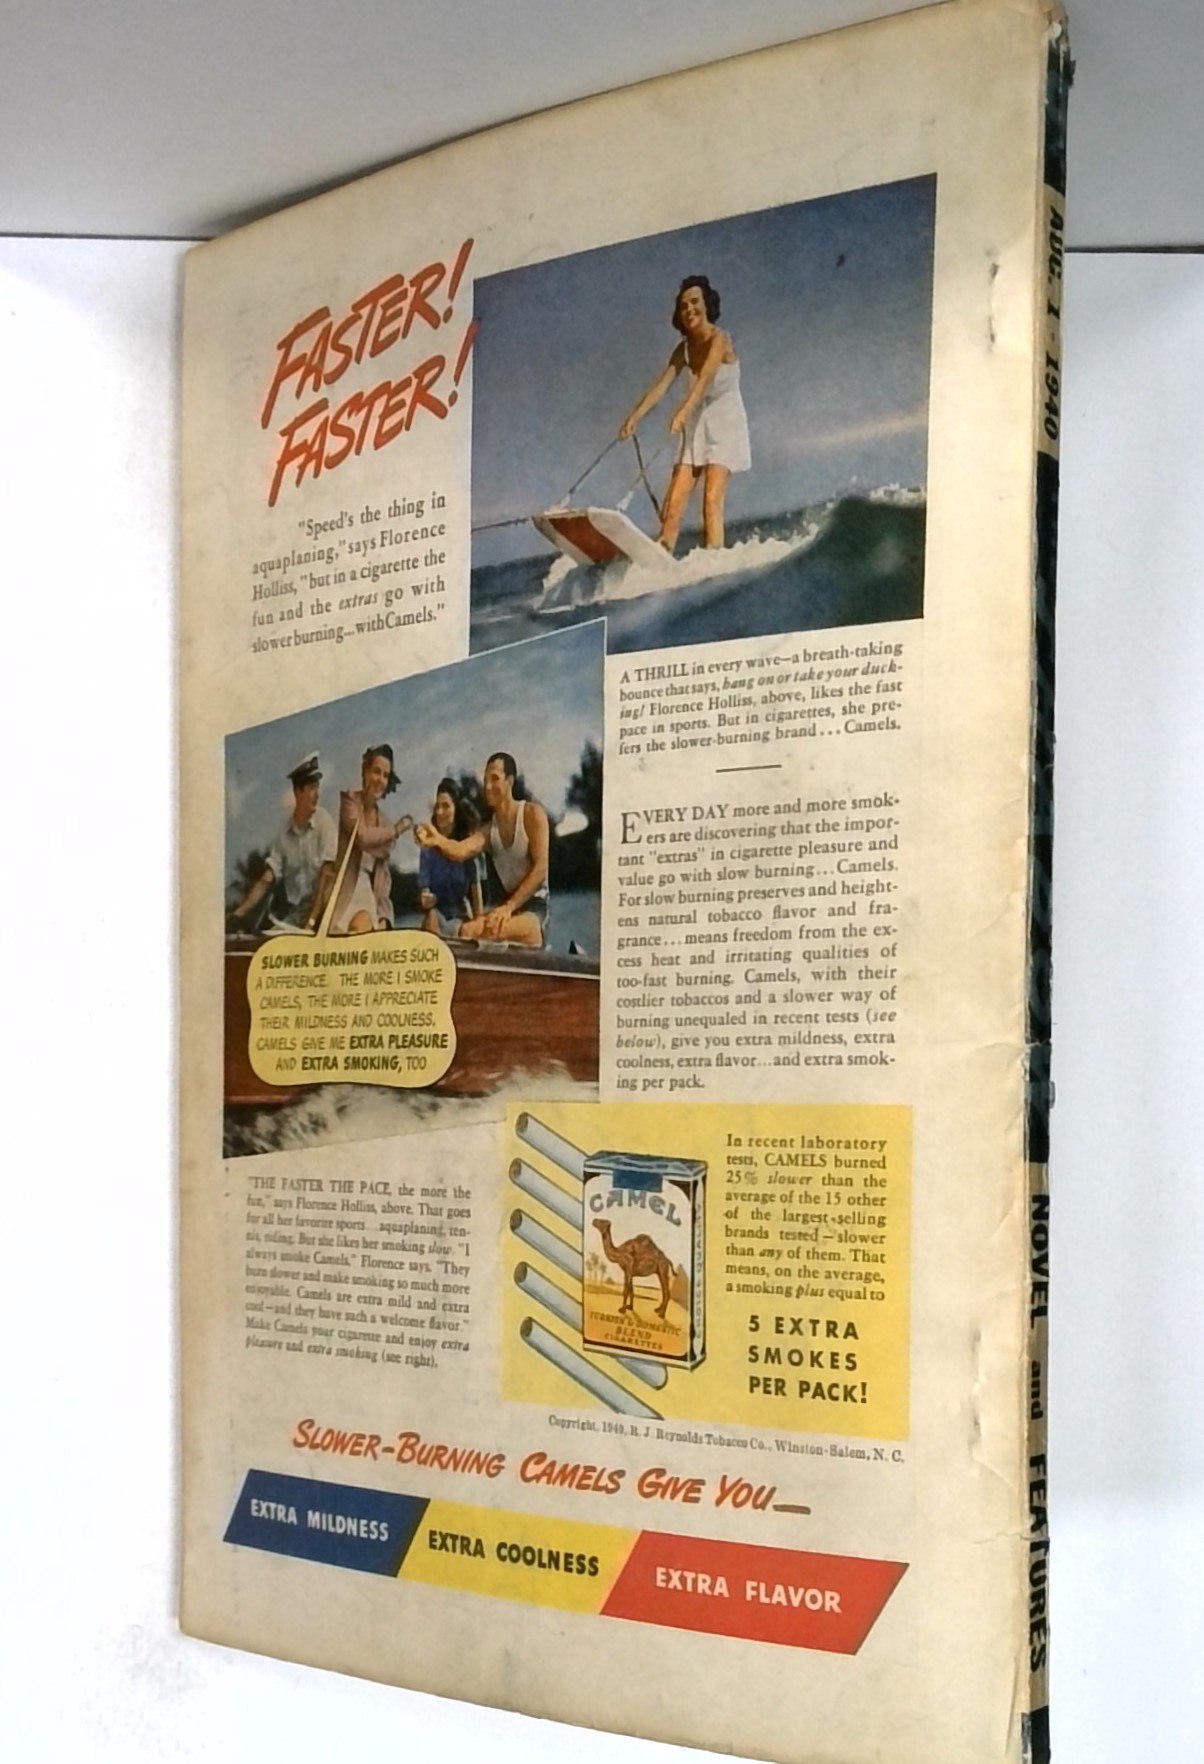 FASTER!
FASTER!
"Speed's the thing in
aquaplaning," says Florence
Holliss, "but in a cigarette the
fun and the extras go with
slower burning...with Camels."
A THRILL in every wave—a breath-taking
bounce that says, hang on or take your duck-
ing! Florence Holliss, above, likes the fast
pace in sports. But in cigarettes, she pre-
fers the slower-burning brand... Camels.
EVERY DAY more and more smok-
ers are discovering that the impor-
tant "extras" in cigarette pleasure and
value go with slow burning... Camels.
For slow burning preserves and height-
ens natural tobacco flavor and fra-
grance... means freedom from the ex-
cess heat and irritating qualities of
too-fast burning. Camels, with their
costlier tobaccos and a slower way of
burning unequaled in recent tests (see
below), give you extra mildness, extra
coolness, extra flavor...and extra smok-
ing per pack.
SLOWER BURNING MAKES SUCH
A DIFFERENCE. THE MORE I SMOKE
CAMELS, THE MORE I APPRECIATE
THEIR MILDNESS AND COOLNESS.
CAMELS GIVE ME EXTRA PLEASURE
AND EXTRA SMOKING, TOO
"THE FASTER THE PACE, the more the
fun," says Florence Holliss, above. That goes
for all her favorite sports...aquaplaning, ten-
nis, riding. But she likes her smoking slow. "I
always smoke Camels," Florence says. "They
burn slower and make smoking so much more
enjoyable. Camels are extra mild and extra
cool—and they have such a welcome flavor."
Make Camels your cigarette and enjoy extra
pleasure and extra smoking (see right).
CAMEL
TURKISH & DOMESTIC
BLEND
CIGARETTES
CHOICE QUALITY
In recent laboratory
tests, CAMELS burned
25% slower than the
average of the 15 other
of the largest-selling
brands tested—slower
than any of them. That
means, on the average,
a smoking plus equal to
5 EXTRA
SMOKES
PER PACK!
Copyright, 1940, R. J. Reynolds Tobacco Co., Winston-Salem, N. C.
SLOWER-BURNING CAMELS GIVE YOU—
EXTRA MILDNESS
EXTRA COOLNESS
EXTRA FLAVOR
AUG. 1 - 1940
NOVEL and FEATURES